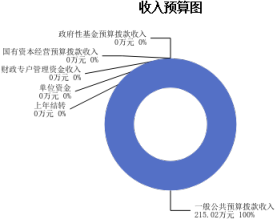 收入预算图
政府性基金预算拨款收入
0万元 0%
国有资本经营预算拨款收入
0万元 0%
财政专户管理资金收入
0万元 0%
单位资金
0万元 0%
上年结转
0万元 0%
一般公共预算拨款收入
215.02万元 100%